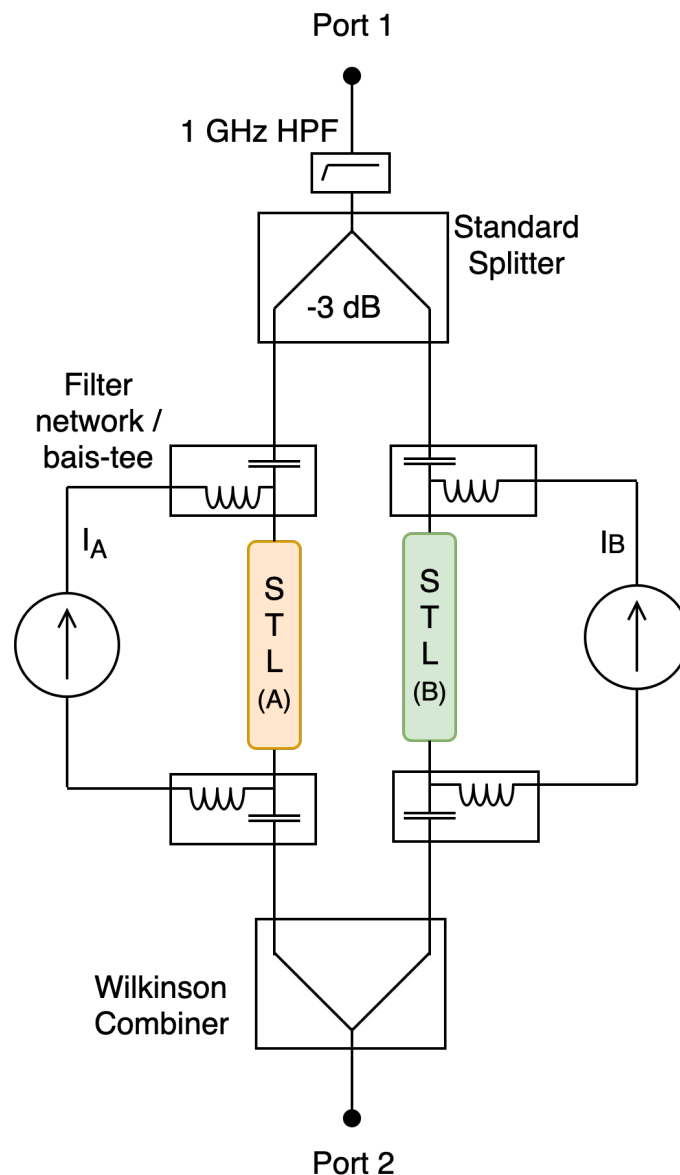 Port 1
1 GHz HPF
Standard
Splitter
-3 dB
Filter
network /
bais-tee
IA
IB
S
T
L
(A)
S
T
L
(B)
Wilkinson
Combiner
Port 2